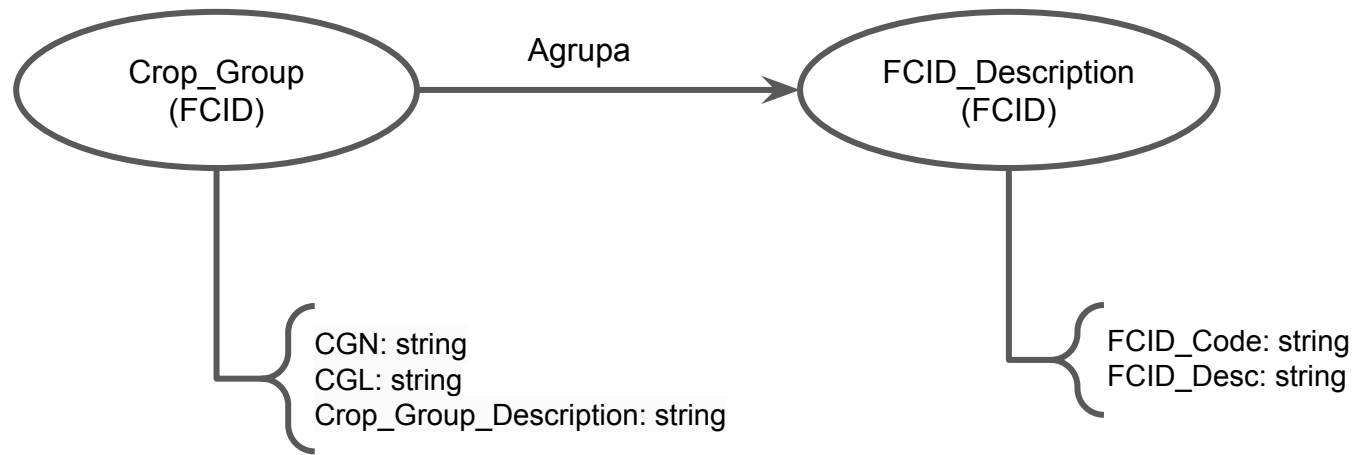 Crop_Group
(FCID)
Agrupa
FCID_Description
(FCID)
CGN: string
CGL: string
Crop_Group_Description: string
FCID_Code: string
FCID_Desc: string